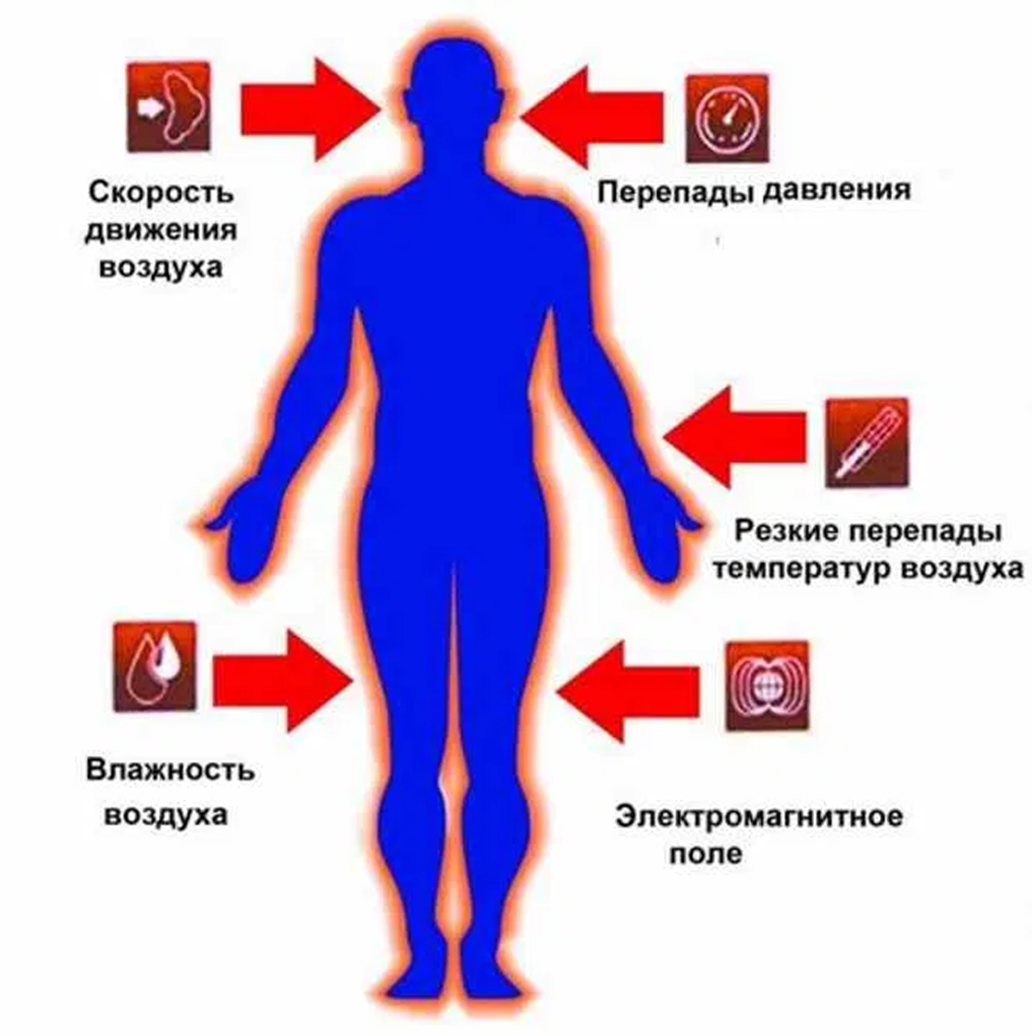 Скорость
движения
воздуха
Перепады давления
Резкие перепады
температур воздуха
Влажность
воздуха
Электромагнитное
поле